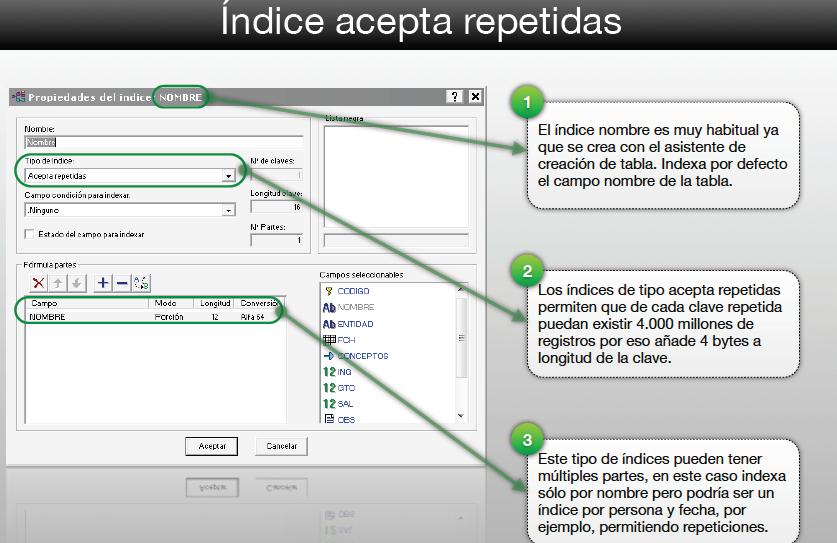 Índice acepta repetidas
Propiedades del índice NOMBRE
Nombre:
Nombre
Tipo de índice:
Acepta repetidas
Campo condición para indexar:
.Ninguno
Estado del campo para indexar
Nº de claves:
1
Longitud clave:
16
Nº Partes:
1
Lista negra
Fórmula partes
Campo Modo Longitud Conversió
NOMBRE Porción 12 Alfa 64
Campos seleccionables
CODIGO
NOMBRE
ENTIDAD
FCH
CONCEPTOS
12 ING
12 GTO
12 SAL
OBS
Aceptar Cancelar
1
El índice nombre es muy habitual ya
que se crea con el asistente de
creación de tabla. Indexa por defecto
el campo nombre de la tabla.
2
Los índices de tipo acepta repetidas
permiten que de cada clave repetida
puedan existir 4.000 millones de
registros por eso añade 4 bytes a
longitud de la clave.
3
Este tipo de índices pueden tener
múltiples partes, en este caso indexa
sólo por nombre pero podría ser un
índice por persona y fecha, por
ejemplo, permitiendo repeticiones.